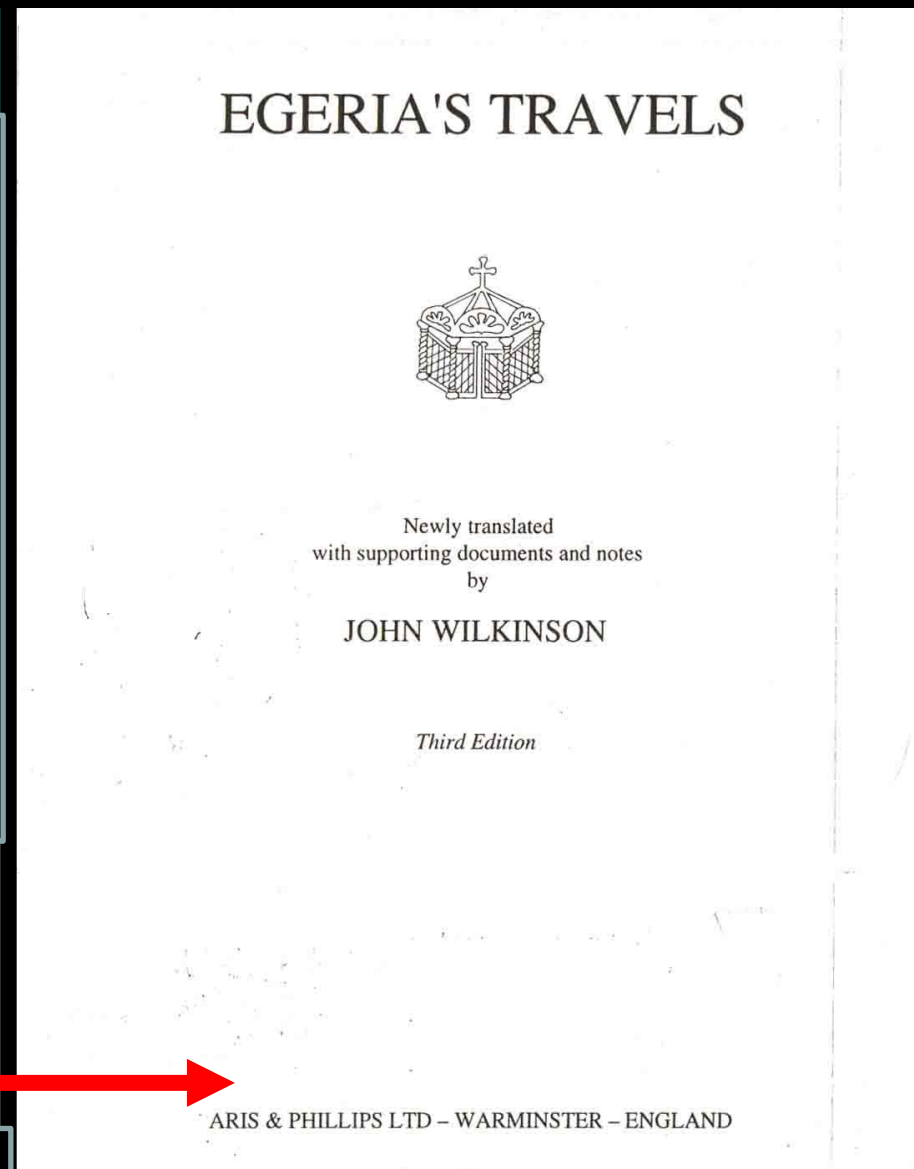 EGERIA'S TRAVELS
Newly translated
with supporting documents and notes
by
JOHN WILKINSON
Third Edition
ARIS & PHILLIPS LTD – WARMINSTER – ENGLAND